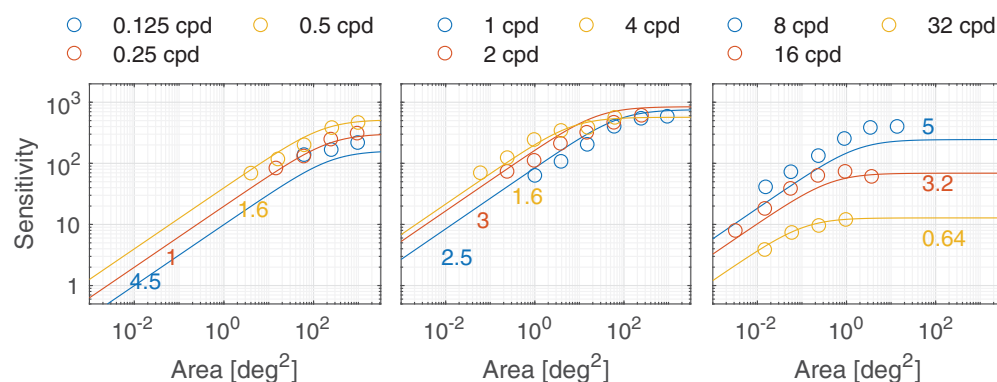 0.125 cpd 0.5 cpd 1 cpd 4 cpd 8 cpd 32 cpd
0.25 cpd 2 cpd 16 cpd
Sensitivity
10³
10²
10
1
4.5
1
1.6
10⁻² 10⁰ 10²
Area [deg²]
2.5
3
1.6
10⁻² 10⁰ 10²
Area [deg²]
5
3.2
0.64
10⁻² 10⁰ 10²
Area [deg²]